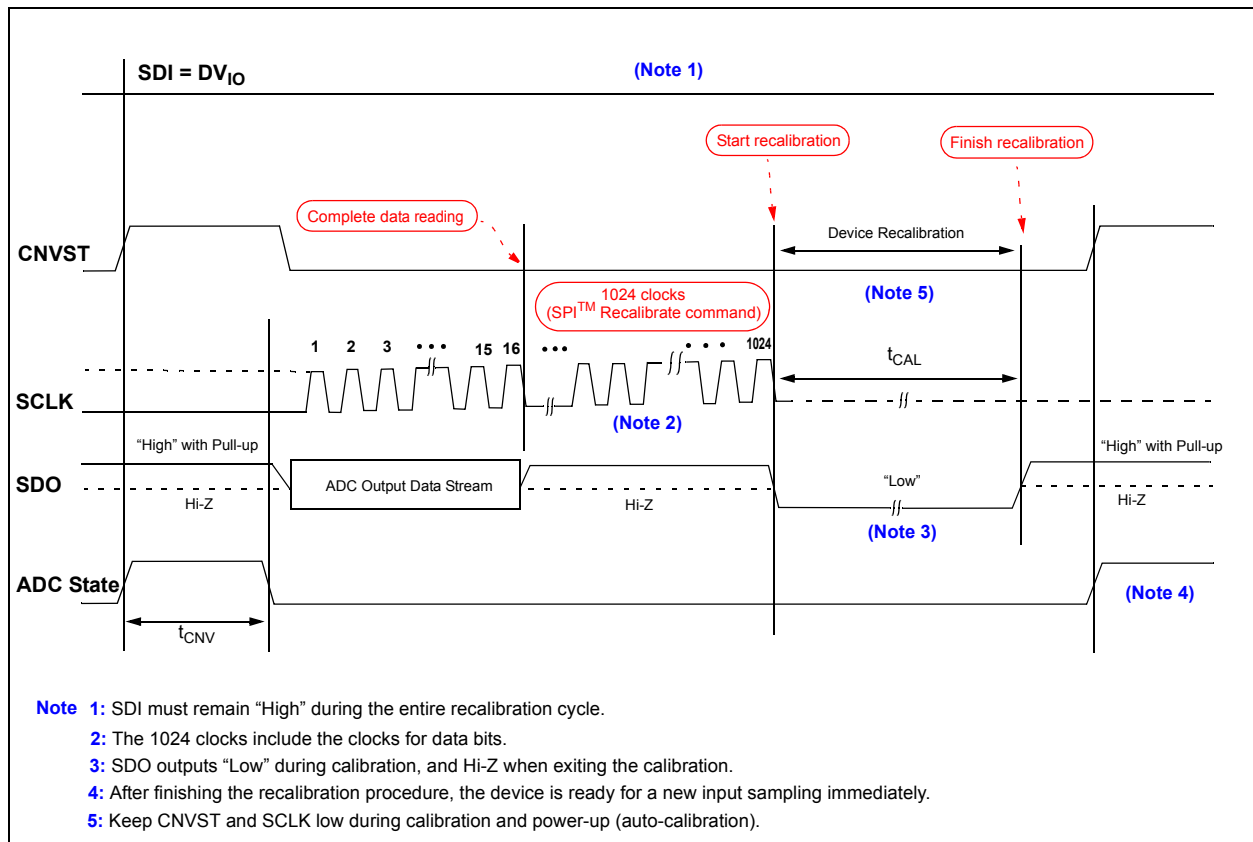 SDI = DVIO
(Note 1)
Start recalibration
Finish recalibration
Complete data reading
CNVST
Device Recalibration
(Note 5)
1024 clocks
(SPI™ Recalibrate command)
1 2 3 • • • 15 16 • • • • • • 1024
tCAL
SCLK
(Note 2)
"High" with Pull-up
"High" with Pull-up
SDO
ADC Output Data Stream
"Low"
Hi-Z
Hi-Z
Hi-Z
(Note 3)
ADC State
(Note 4)
tCNV
Note 1: SDI must remain “High” during the entire recalibration cycle.
2: The 1024 clocks include the clocks for data bits.
3: SDO outputs “Low” during calibration, and Hi-Z when exiting the calibration.
4: After finishing the recalibration procedure, the device is ready for a new input sampling immediately.
5: Keep CNVST and SCLK low during calibration and power-up (auto-calibration).